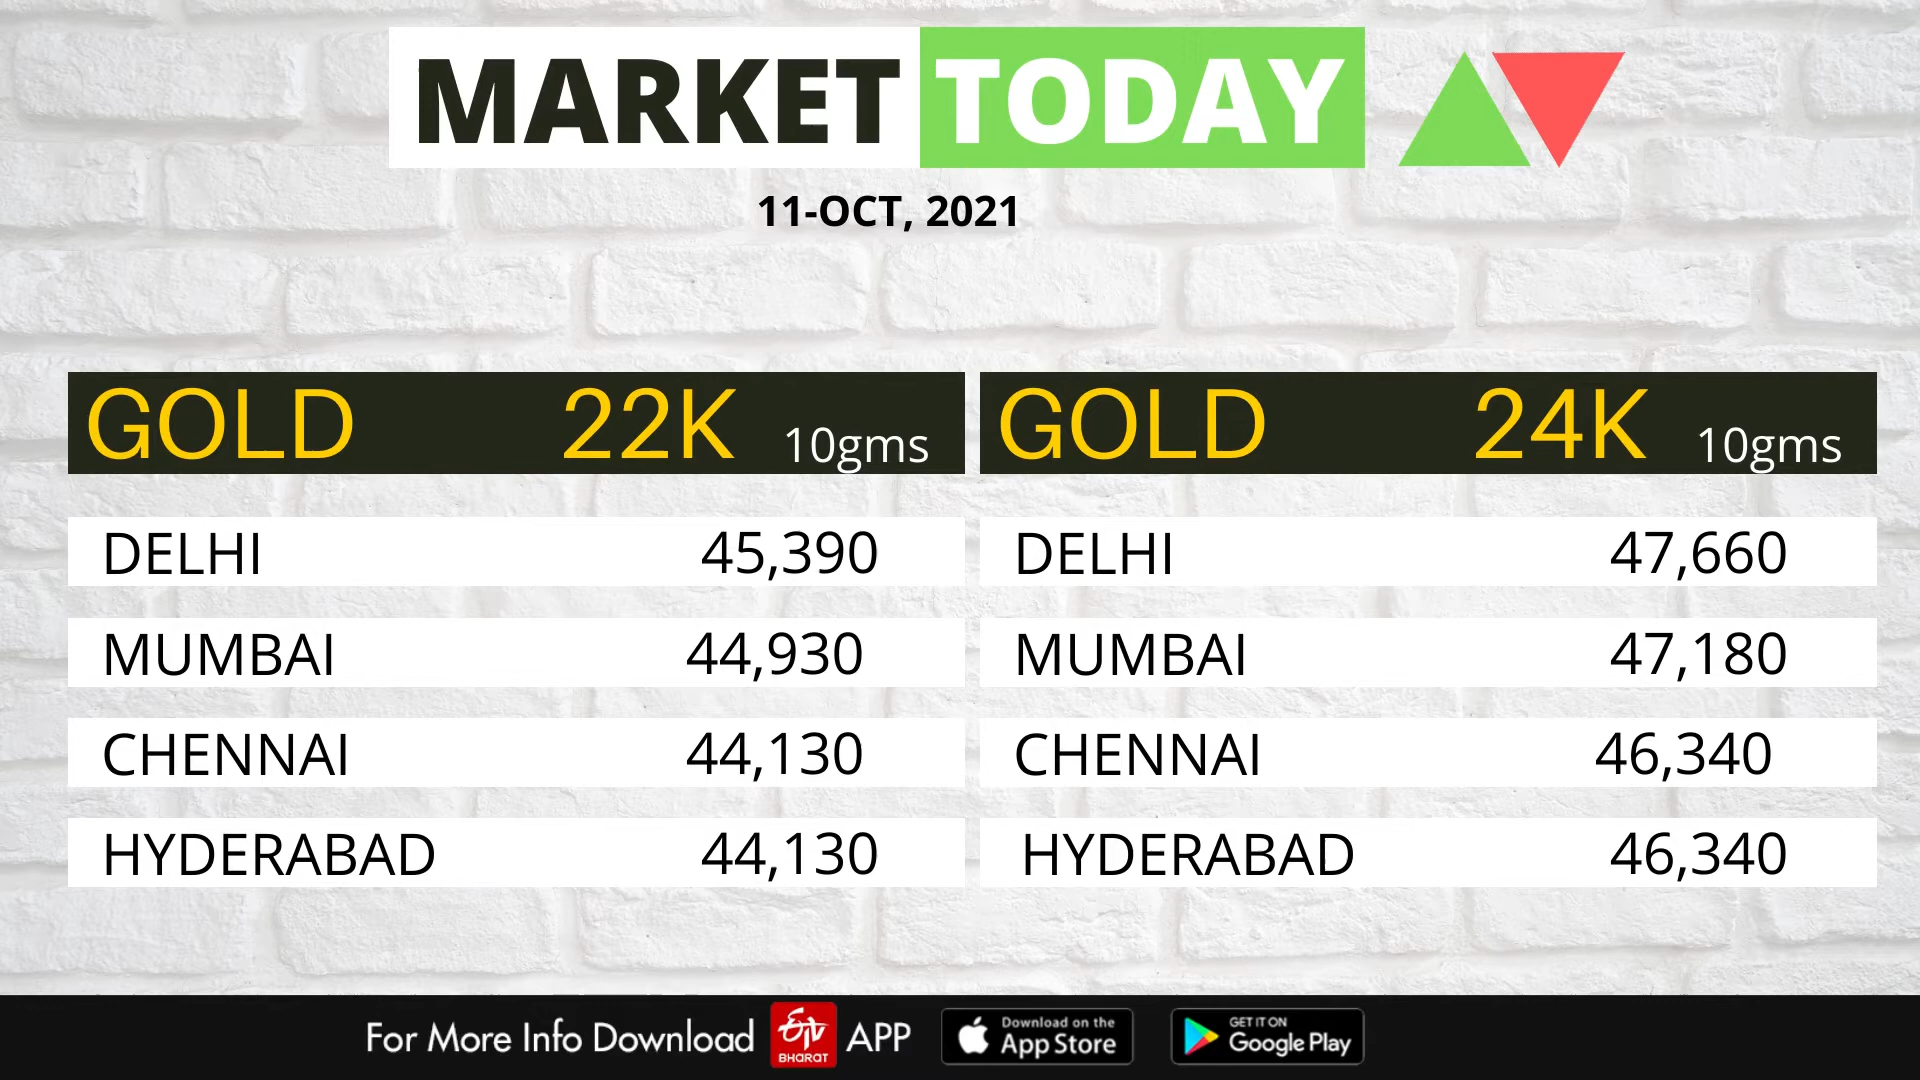 MARKET TODAY
11-OCT, 2021
GOLD 22K 10gms
DELHI 45,390
MUMBAI 44,930
CHENNAI 44,130
HYDERABAD 44,130
GOLD 24K 10gms
DELHI 47,660
MUMBAI 47,180
CHENNAI 46,340
HYDERABAD 46,340
For More Info Download ETV BHARAT APP
Download on the
App Store
GET IT ON
Google Play